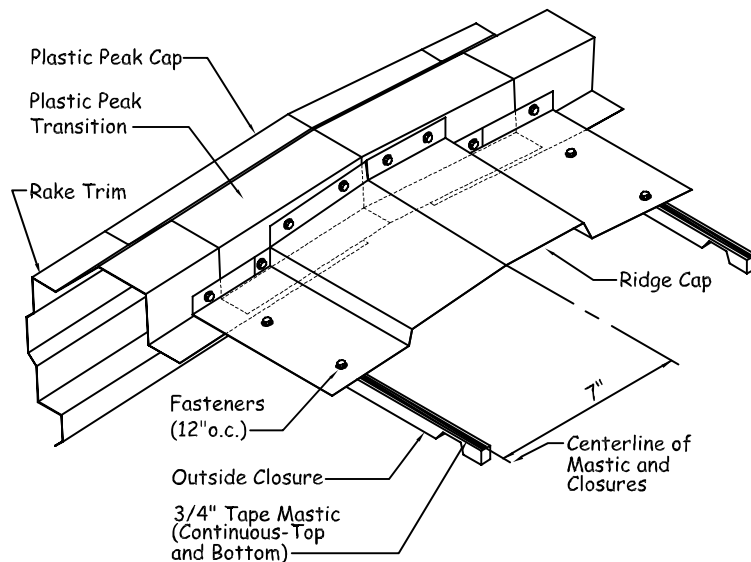 Plastic Peak Cap
Plastic Peak
Transition
Rake Trim
Ridge Cap
7"
Fasteners
(12"o.c.)
Centerline of
Mastic and
Closures
Outside Closure
3/4" Tape Mastic
(Continuous-Top
and Bottom)